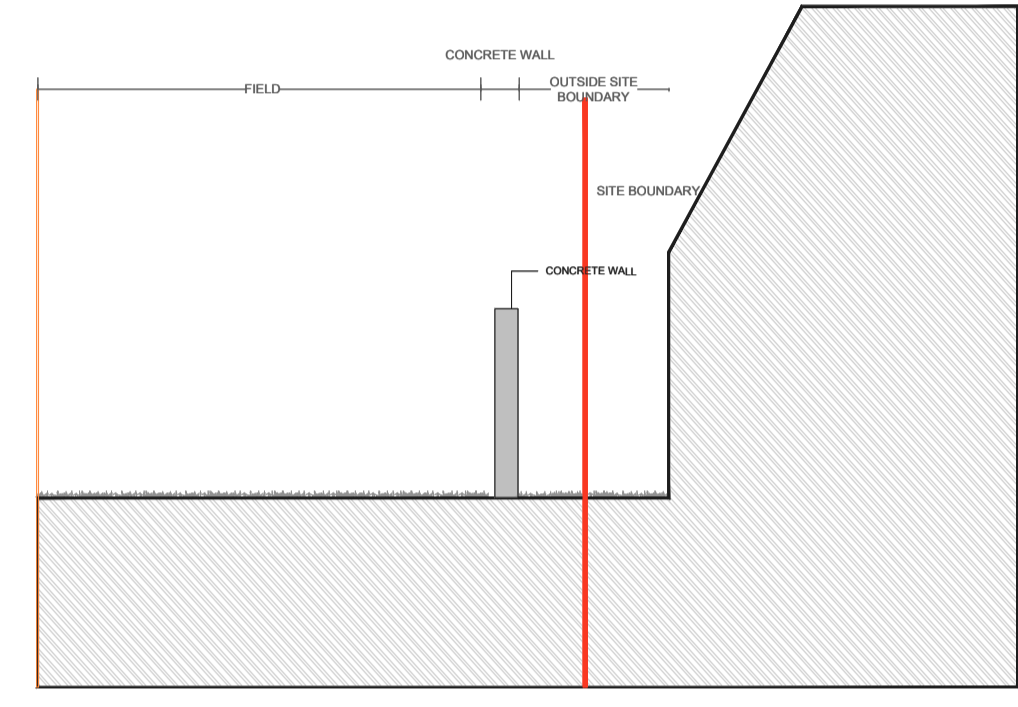 CONCRETE WALL
FIELD
OUTSIDE SITE
BOUNDARY
SITE BOUNDARY
CONCRETE WALL